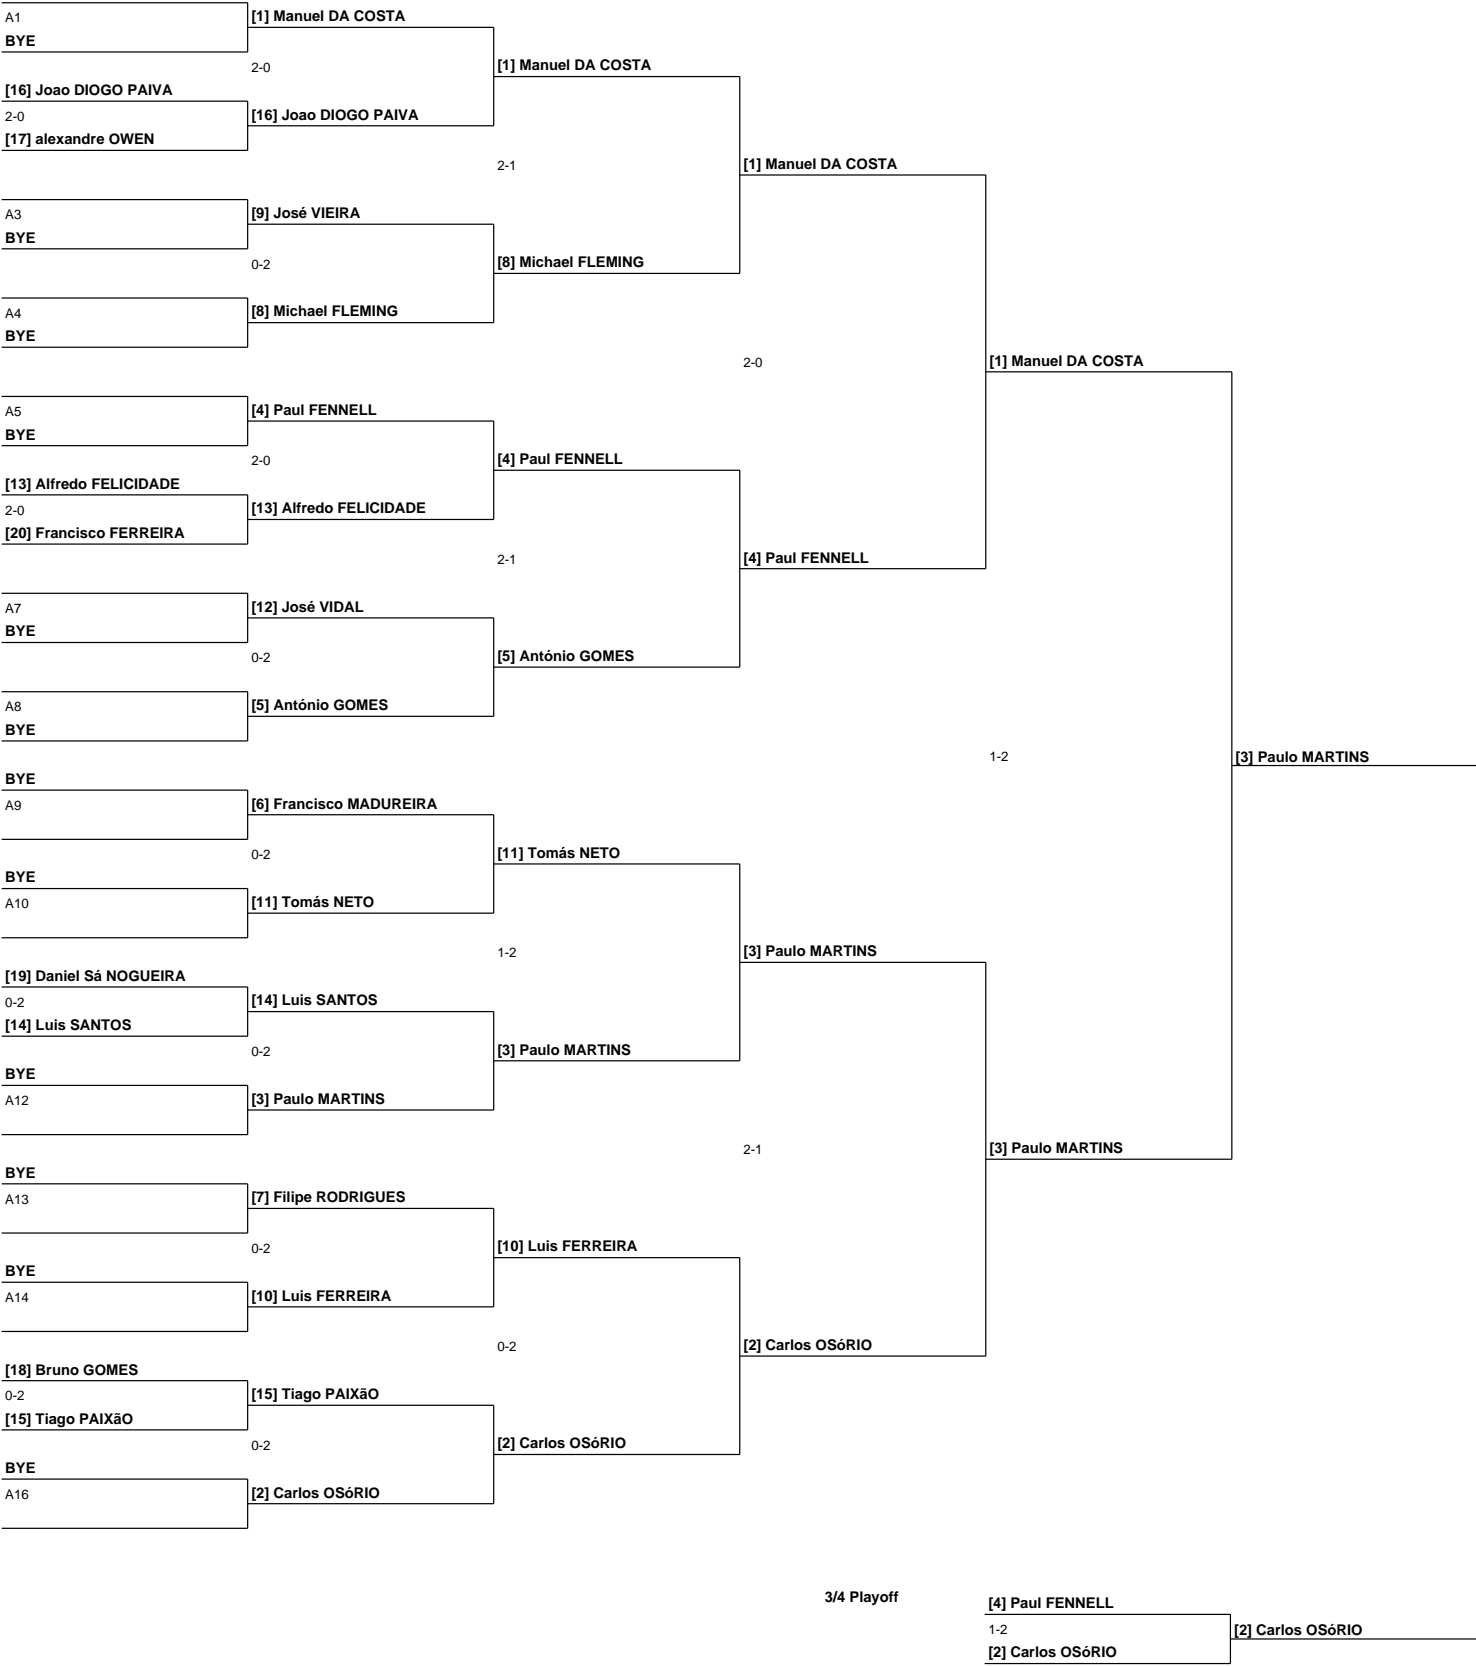 A1
BYE
[1] Manuel DA COSTA
2-0
[16] Joao DIOGO PAIVA
2-0
[17] alexandre OWEN
[16] Joao DIOGO PAIVA
[1] Manuel DA COSTA
2-1
A3
BYE
[9] José VIEIRA
0-2
A4
BYE
[8] Michael FLEMING
[8] Michael FLEMING
[1] Manuel DA COSTA
2-0
A5
BYE
[4] Paul FENNELL
2-0
[13] Alfredo FELICIDADE
2-0
[20] Francisco FERREIRA
[13] Alfredo FELICIDADE
[4] Paul FENNELL
2-1
A7
BYE
[12] José VIDAL
0-2
A8
BYE
[5] António GOMES
[5] António GOMES
[4] Paul FENNELL
[1] Manuel DA COSTA
1-2
[3] Paulo MARTINS
BYE
A9
[6] Francisco MADUREIRA
0-2
BYE
A10
[11] Tomás NETO
[11] Tomás NETO
1-2
[19] Daniel Sá NOGUEIRA
0-2
[14] Luis SANTOS
[14] Luis SANTOS
0-2
BYE
A12
[3] Paulo MARTINS
[3] Paulo MARTINS
[3] Paulo MARTINS
2-1
BYE
A13
[7] Filipe RODRIGUES
0-2
BYE
A14
[10] Luis FERREIRA
[10] Luis FERREIRA
0-2
[18] Bruno GOMES
0-2
[15] Tiago PAIXãO
[15] Tiago PAIXãO
0-2
BYE
A16
[2] Carlos OSóRIO
[2] Carlos OSóRIO
[2] Carlos OSóRIO
[3] Paulo MARTINS
3/4 Playoff
[4] Paul FENNELL
1-2
[2] Carlos OSóRIO
[2] Carlos OSóRIO